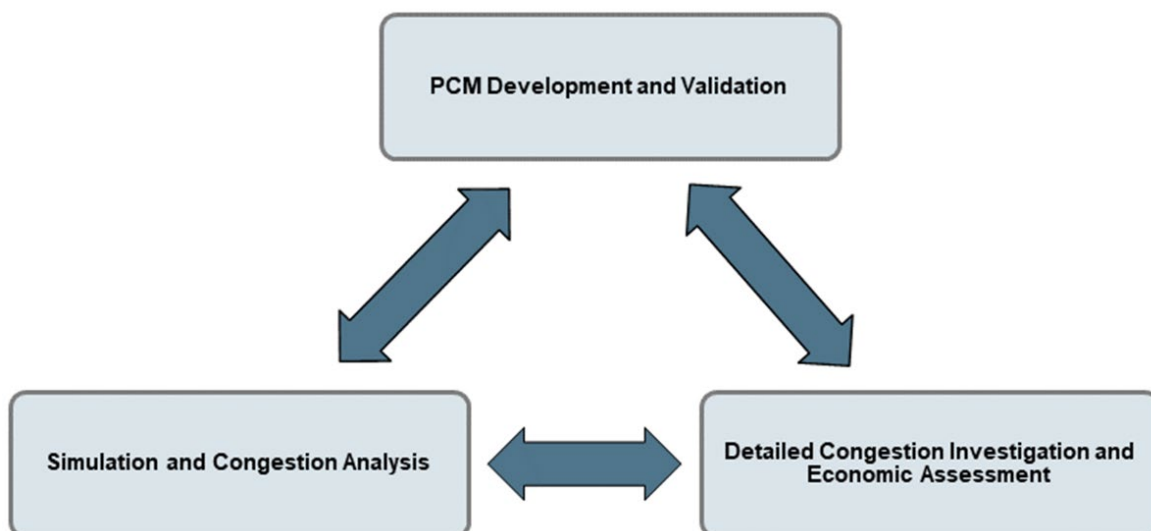 PCM Development and Validation
Simulation and Congestion Analysis
Detailed Congestion Investigation and
Economic Assessment